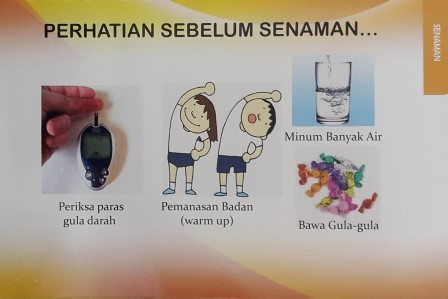 PERHATIAN SEBELUM SENAMAN...
SENAMAN
Minum Banyak Air
Periksa paras
gula darah
Pemanasan Badan
(warm up)
Bawa Gula-gula